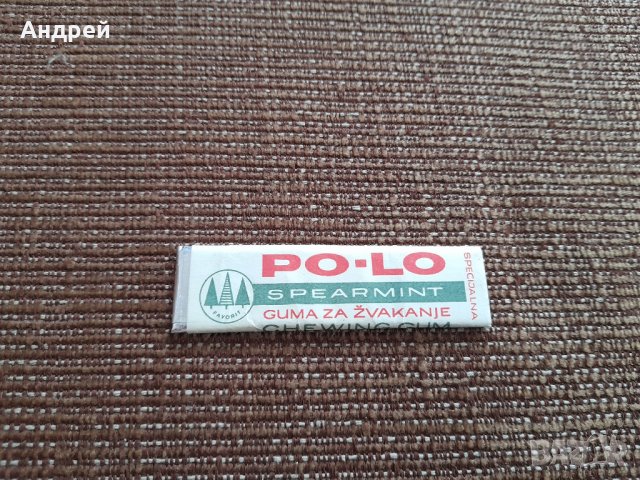 Андрей
PO-LO
SPEARMINT
GUMA ZA ŽVAKANJE
CHEWING GUM
SPECIJALNA
FAVORIT